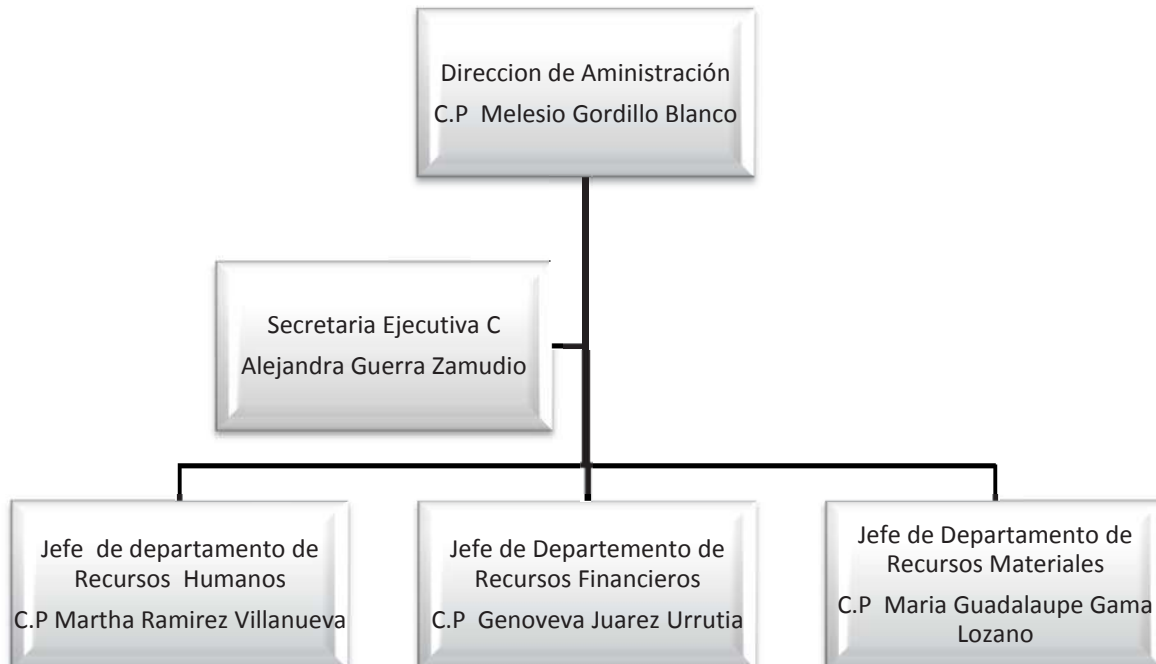 Direccion de Aministración
C.P Melesio Gordillo Blanco
Secretaria Ejecutiva C
Alejandra Guerra Zamudio
Jefe de departamento de
Recursos Humanos
C.P Martha Ramirez Villanueva
Jefe de Departemento de
Recursos Financieros
C.P Genoveva Juarez Urrutia
Jefe de Departamento de
Recursos Materiales
C.P Maria Guadalaupe Gama
Lozano